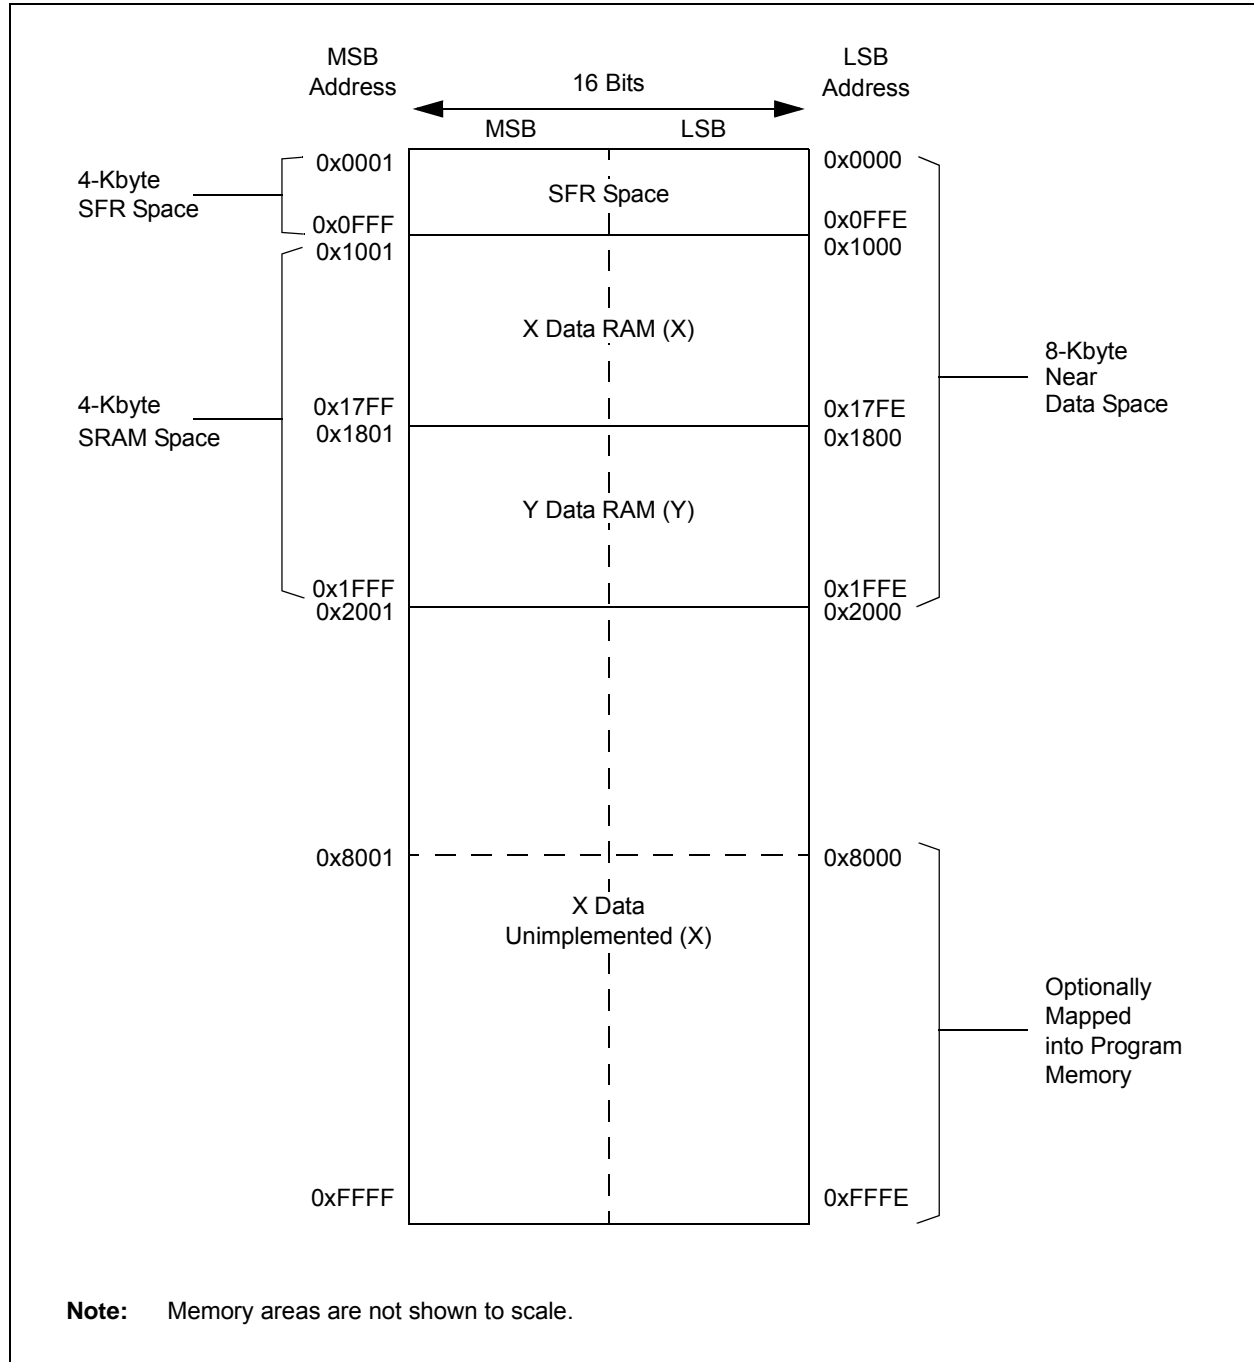 MSB
Address
16 Bits
LSB
Address
MSB
LSB
4-Kbyte
SFR Space
0x0001
SFR Space
0x0000
0x0FFF
0x0FFE
0x1001
0x1000
X Data RAM (X)
8-Kbyte
Near
Data Space
4-Kbyte
SRAM Space
0x17FF
0x17FE
0x1801
0x1800
Y Data RAM (Y)
0x1FFF
0x1FFE
0x2001
0x2000
0x8001
0x8000
X Data
Unimplemented (X)
Optionally
Mapped
into Program
Memory
0xFFFF
0xFFFE
Note: Memory areas are not shown to scale.